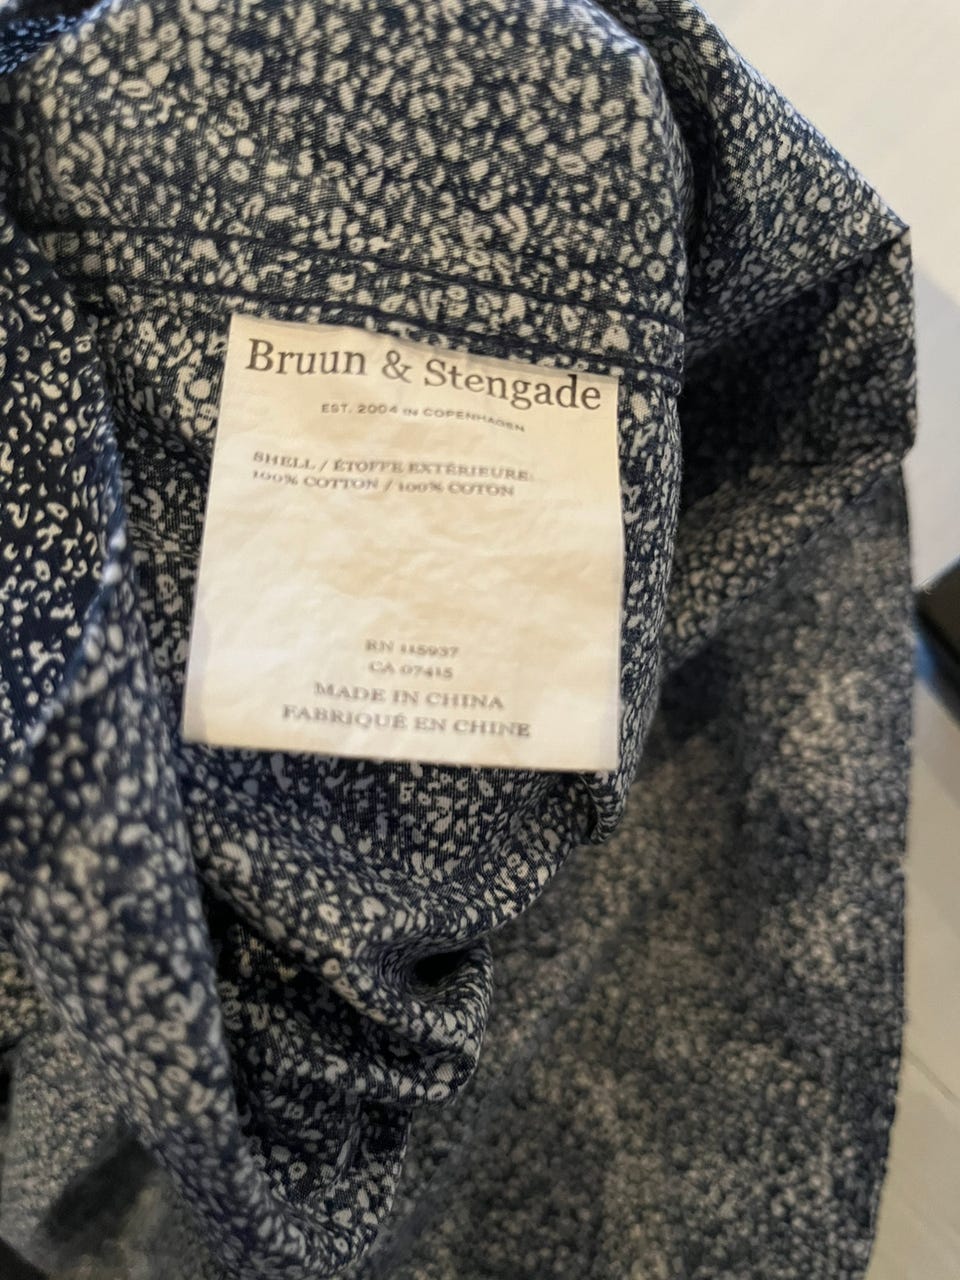 Bruun & Stengade
EST. 2004 IN COPENHAGEN
SHELL / ÉTOFFE EXTÉRIEURE:
100% COTTON / 100% COTON
RN 115937
CA 07415
MADE IN CHINA
FABRIQUÉ EN CHINE